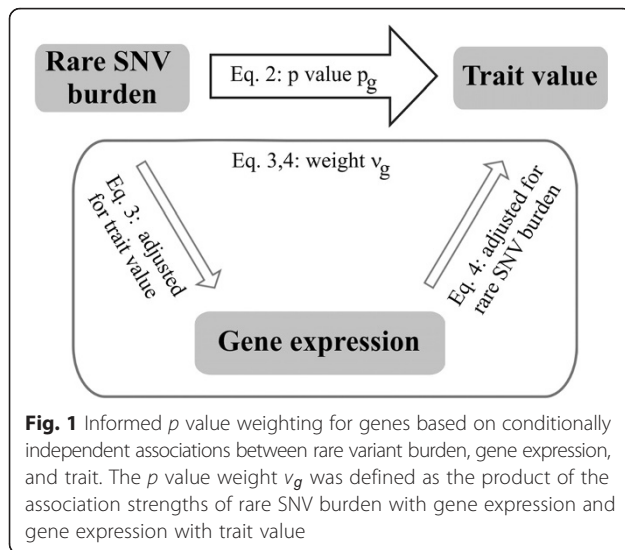 Rare SNV
burden
Eq. 2: p value p_g
Trait value
Eq. 3,4: weight ν_g
Eq. 3: adjusted
for trait value
Eq. 4: adjusted for
rare SNV burden
Gene expression
Fig. 1 Informed p value weighting for genes based on conditionally
independent associations between rare variant burden, gene expression,
and trait. The p value weight ν_g was defined as the product of the
association strengths of rare SNV burden with gene expression and
gene expression with trait value